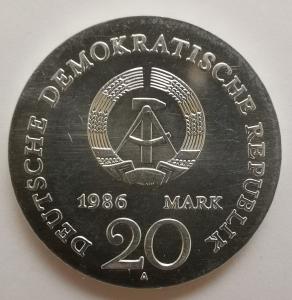 DEUTSCHE DEMOKRATISCHE REPUBLIK
1986 MARK
20
A